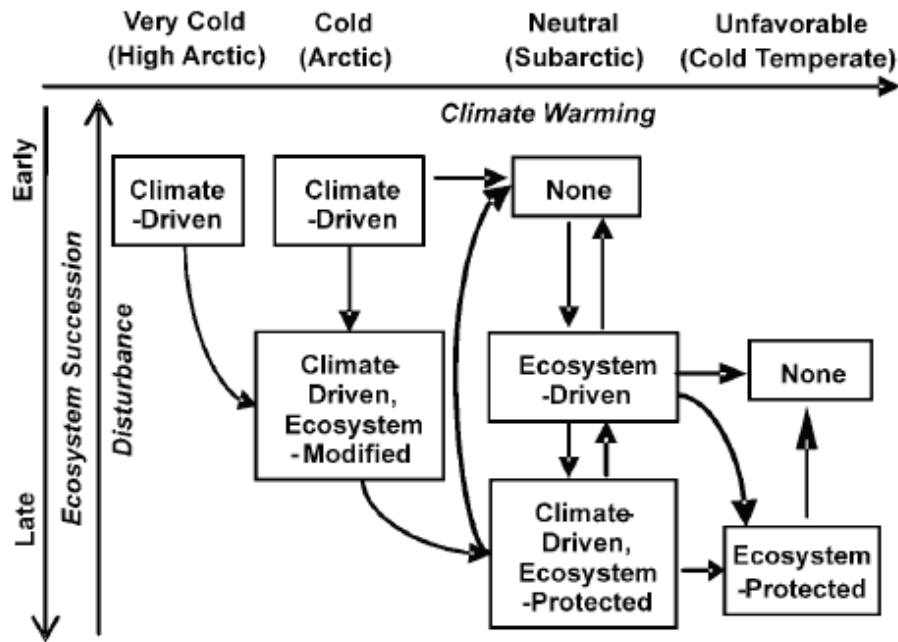 Very Cold
(High Arctic)
Cold
(Arctic)
Neutral
(Subarctic)
Unfavorable
(Cold Temperate)
Climate Warming
Early
Late
Ecosystem Succession
Disturbance
Climate
-Driven
Climate
-Driven
None
Climate-
Driven,
Ecosystem
-Modified
Ecosystem
-Driven
None
Climate-
Driven,
Ecosystem
-Protected
Ecosystem
-Protected